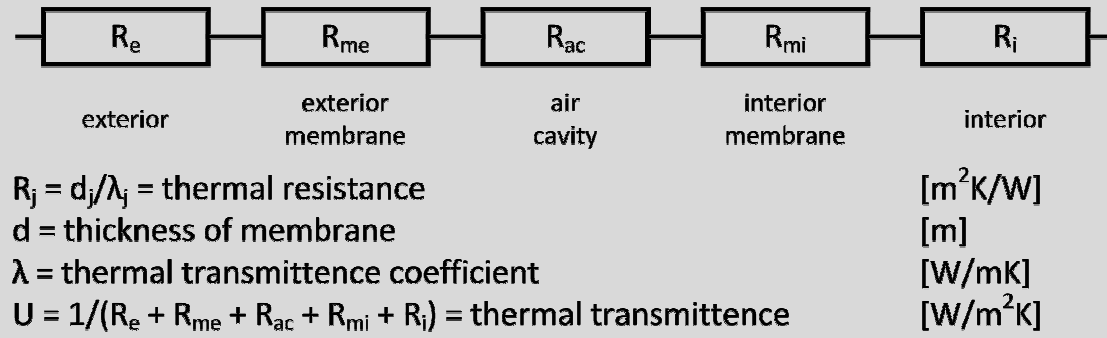 Re Rme Rac Rmi Ri
exterior
exterior membrane
air cavity
interior membrane
interior
Rj = dj/λj = thermal resistance [m²K/W]
d = thickness of membrane [m]
λ = thermal transmittence coefficient [W/mK]
U = 1/(Re + Rme + Rac + Rmi + Ri) = thermal transmittence [W/m²K]